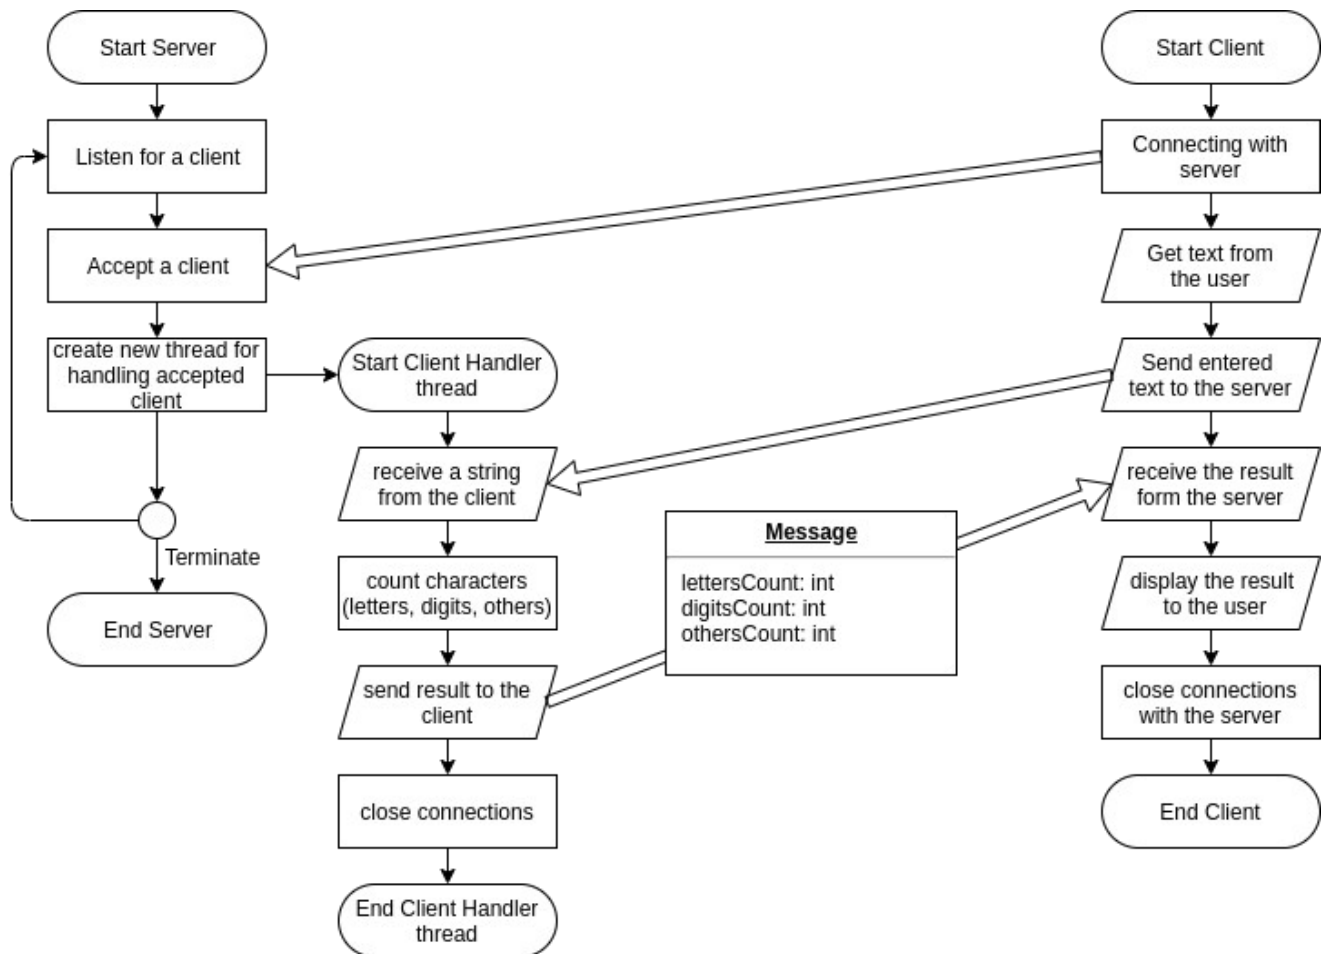 Start Server
Listen for a client
Accept a client
create new thread for
handling accepted
client
Terminate
End Server
Start Client Handler
thread
receive a string
from the client
count characters
(letters, digits, others)
send result to the
client
close connections
End Client Handler
thread
Message
lettersCount: int
digitsCount: int
othersCount: int
Start Client
Connecting with
server
Get text from
the user
Send entered
text to the server
receive the result
form the server
display the result
to the user
close connections
with the server
End Client